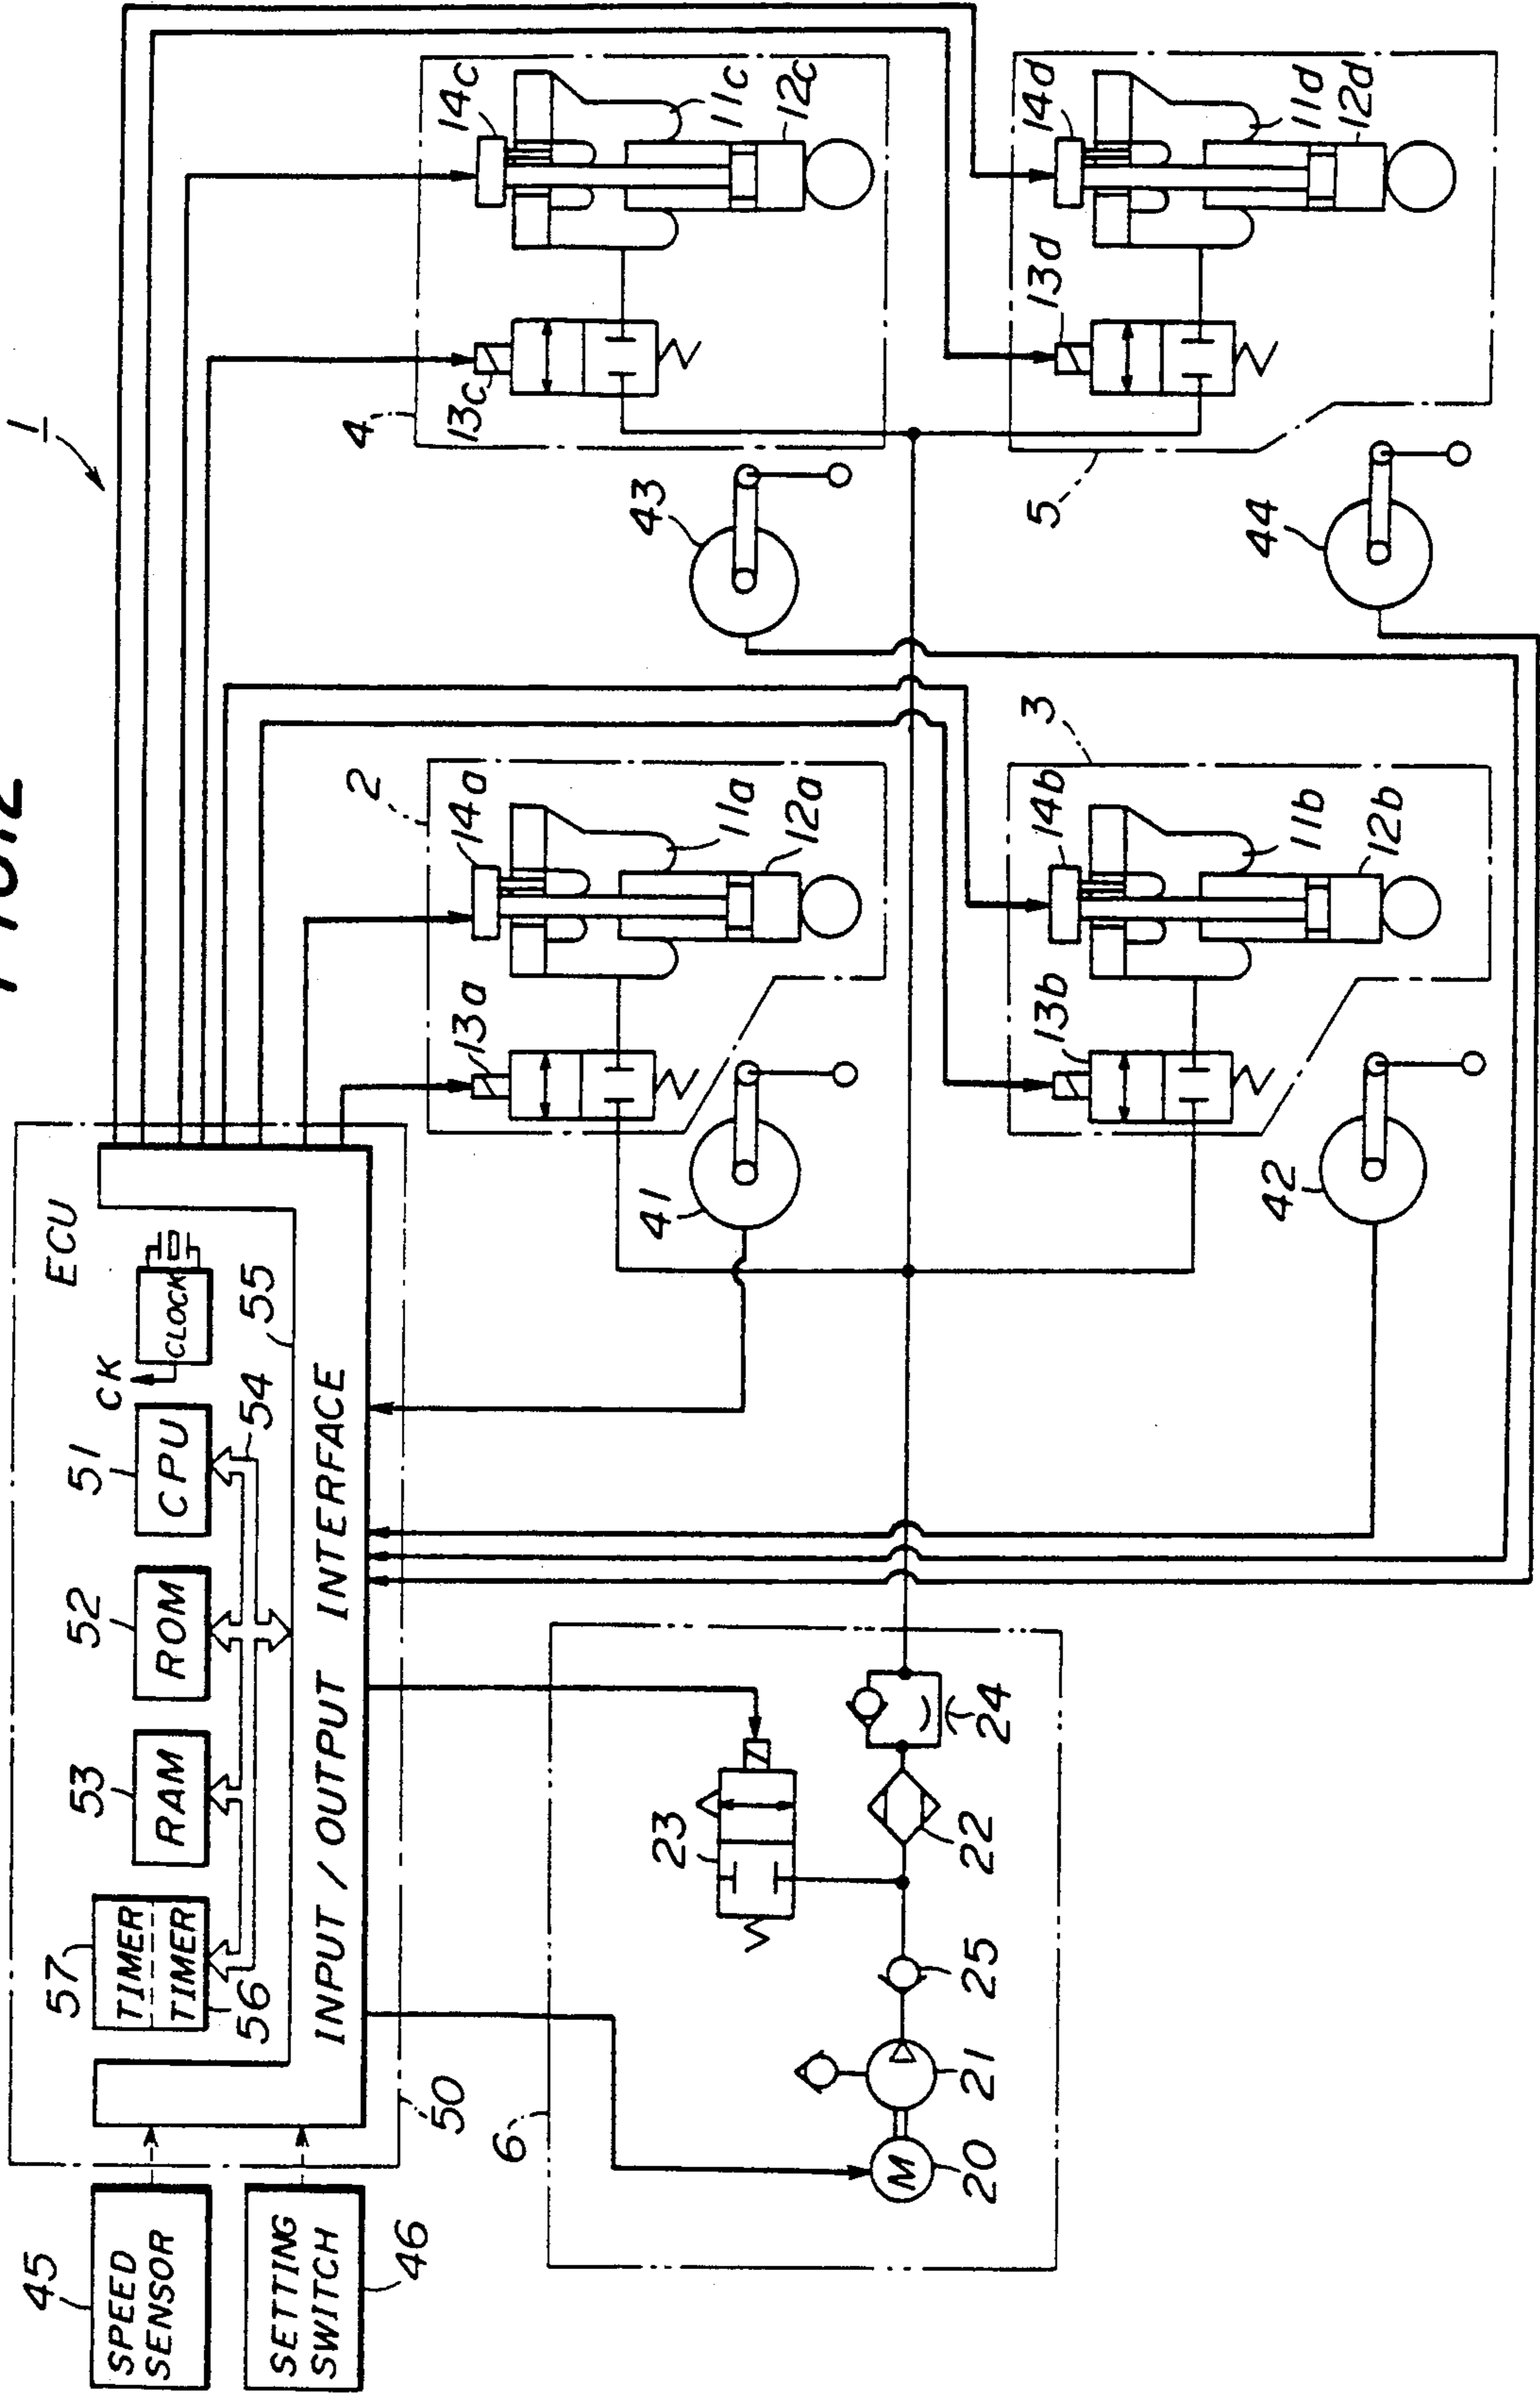 FIG.2
1
45
SPEED
SENSOR
SETTING
SWITCH
46
50
ECU
57
TIMER
TIMER
56
53
RAM
52
ROM
51
CPU
CK
CLOCK
54
55
INPUT / OUTPUT INTERFACE
6
M
20
21
25
23
22
24
41
42
43
44
2
13a
14a
11a
12a
3
13b
14b
11b
12b
4
13c
14c
11c
12c
5
13d
14d
11d
12d